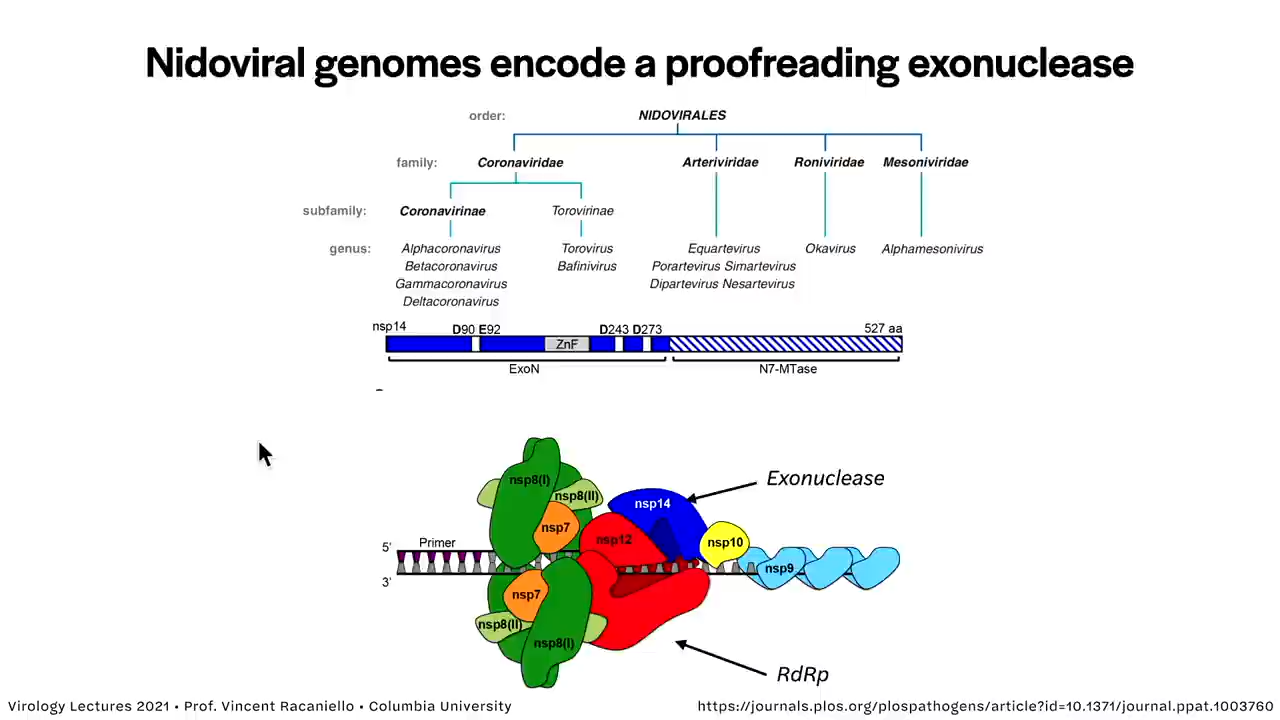 Nidoviral genomes encode a proofreading exonuclease
order: NIDOVIRALES
family: Coronaviridae Arteriviridae Roniviridae Mesoniviridae
subfamily: Coronavirinae Torovirinae
genus: Alphacoronavirus Torovirus Equartevirus Okavirus Alphamesonivirus
Betacoronavirus Bafinivirus Porartevirus Simartevirus
Gammacoronavirus Dipartevirus Nesartevirus
Deltacoronavirus
nsp14 D90 E92 D243 D273 527 aa
ZnF
ExoN N7-MTase
nsp8(I) Exonuclease
nsp8(II) nsp14
nsp7
nsp12 nsp10
5' Primer
3' nsp9
nsp7
nsp8(II)
nsp8(I)
RdRp
Virology Lectures 2021 • Prof. Vincent Racaniello • Columbia University https://journals.plos.org/plospathogens/article?id=10.1371/journal.ppat.1003760